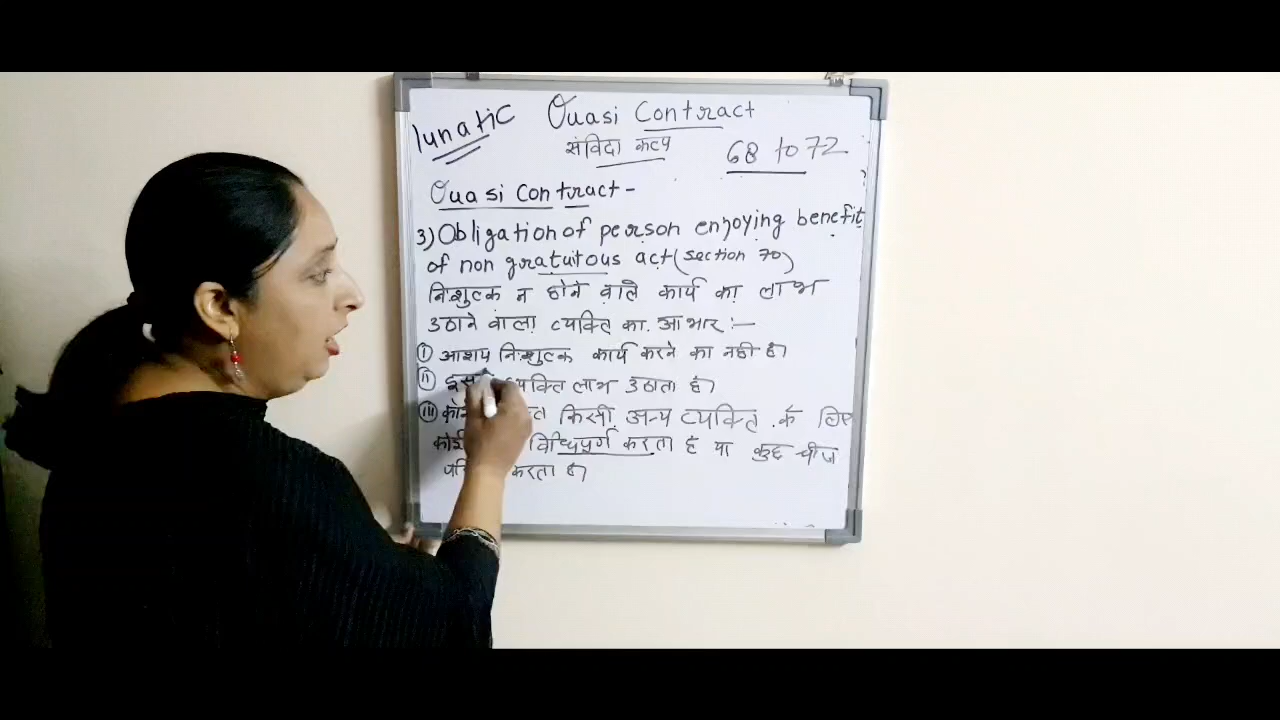 lunatic
Quasi Contract
संविदा कल्प
68 to 72
Quasi Contract -
3) Obligation of person enjoying benefit
of non gratutous act (section 70)
निःशुल्क न होने वाले कार्य का लाभ
उठाने वाला व्यक्ति का आभार :-
(i) आशय निःशुल्क कार्य करने का नही है।
(ii) व्यक्ति लाभ उठाता है।
(iii) किसी अन्य व्यक्ति के लिए
विधिपूर्ण करता है या कुछ चीज
करता है।